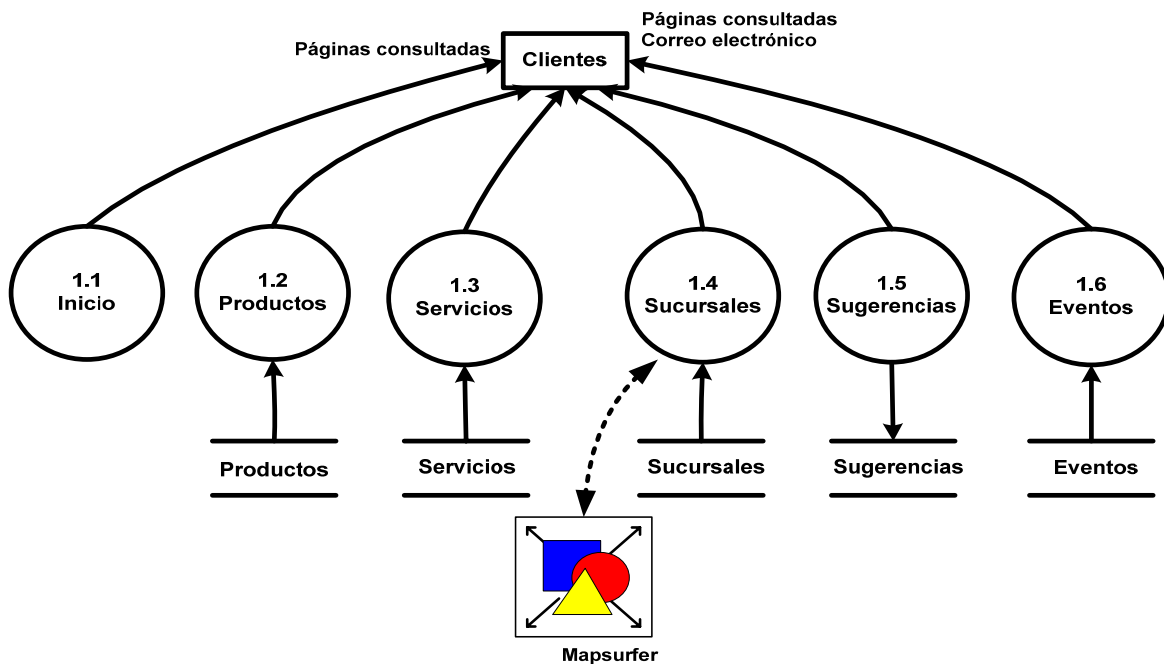 Páginas consultadas
Páginas consultadas
Correo electrónico
Clientes
1.1
Inicio
1.2
Productos
1.3
Servicios
1.4
Sucursales
1.5
Sugerencias
1.6
Eventos
Productos
Servicios
Sucursales
Sugerencias
Eventos
Mapsurfer